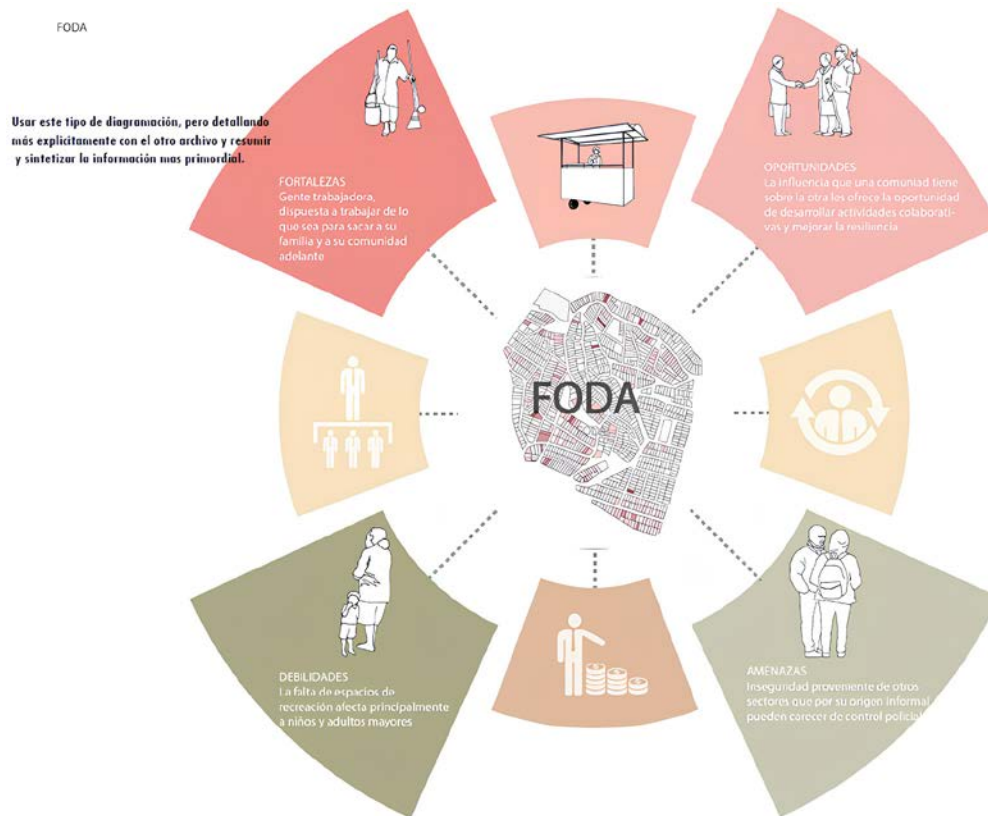 FODA
Usar este tipo de diagramación, pero detallando
más explicitamente con el otro archivo y resumir
y sintetizar la información mas primordial.
FORTALEZAS
Gente trabajadora,
dispuesta a trabajar de lo
que sea para sacar a su
familia y a su comunidad
adelante
OPORTUNIDADES
La influencia que una comuniad tiene
sobre la otra les ofrece la oportunidad
de desarrollar actividades colaborati-
vas y mejorar la resiliencia
FODA
DEBILIDADES
La falta de espacios de
recreación afecta principalmente
a niños y adultos mayores
AMENAZAS
Inseguridad proveniente de otros
sectores que por su origen informal
pueden carecer de control policial